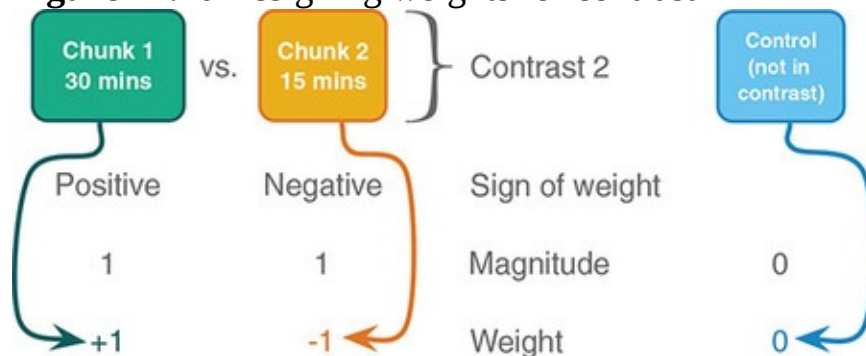 Chunk 1
30 mins
vs.
Chunk 2
15 mins
Contrast 2
Control
(not in
contrast)
Positive
Negative
Sign of weight
1
1
Magnitude
0
+1
-1
Weight
0